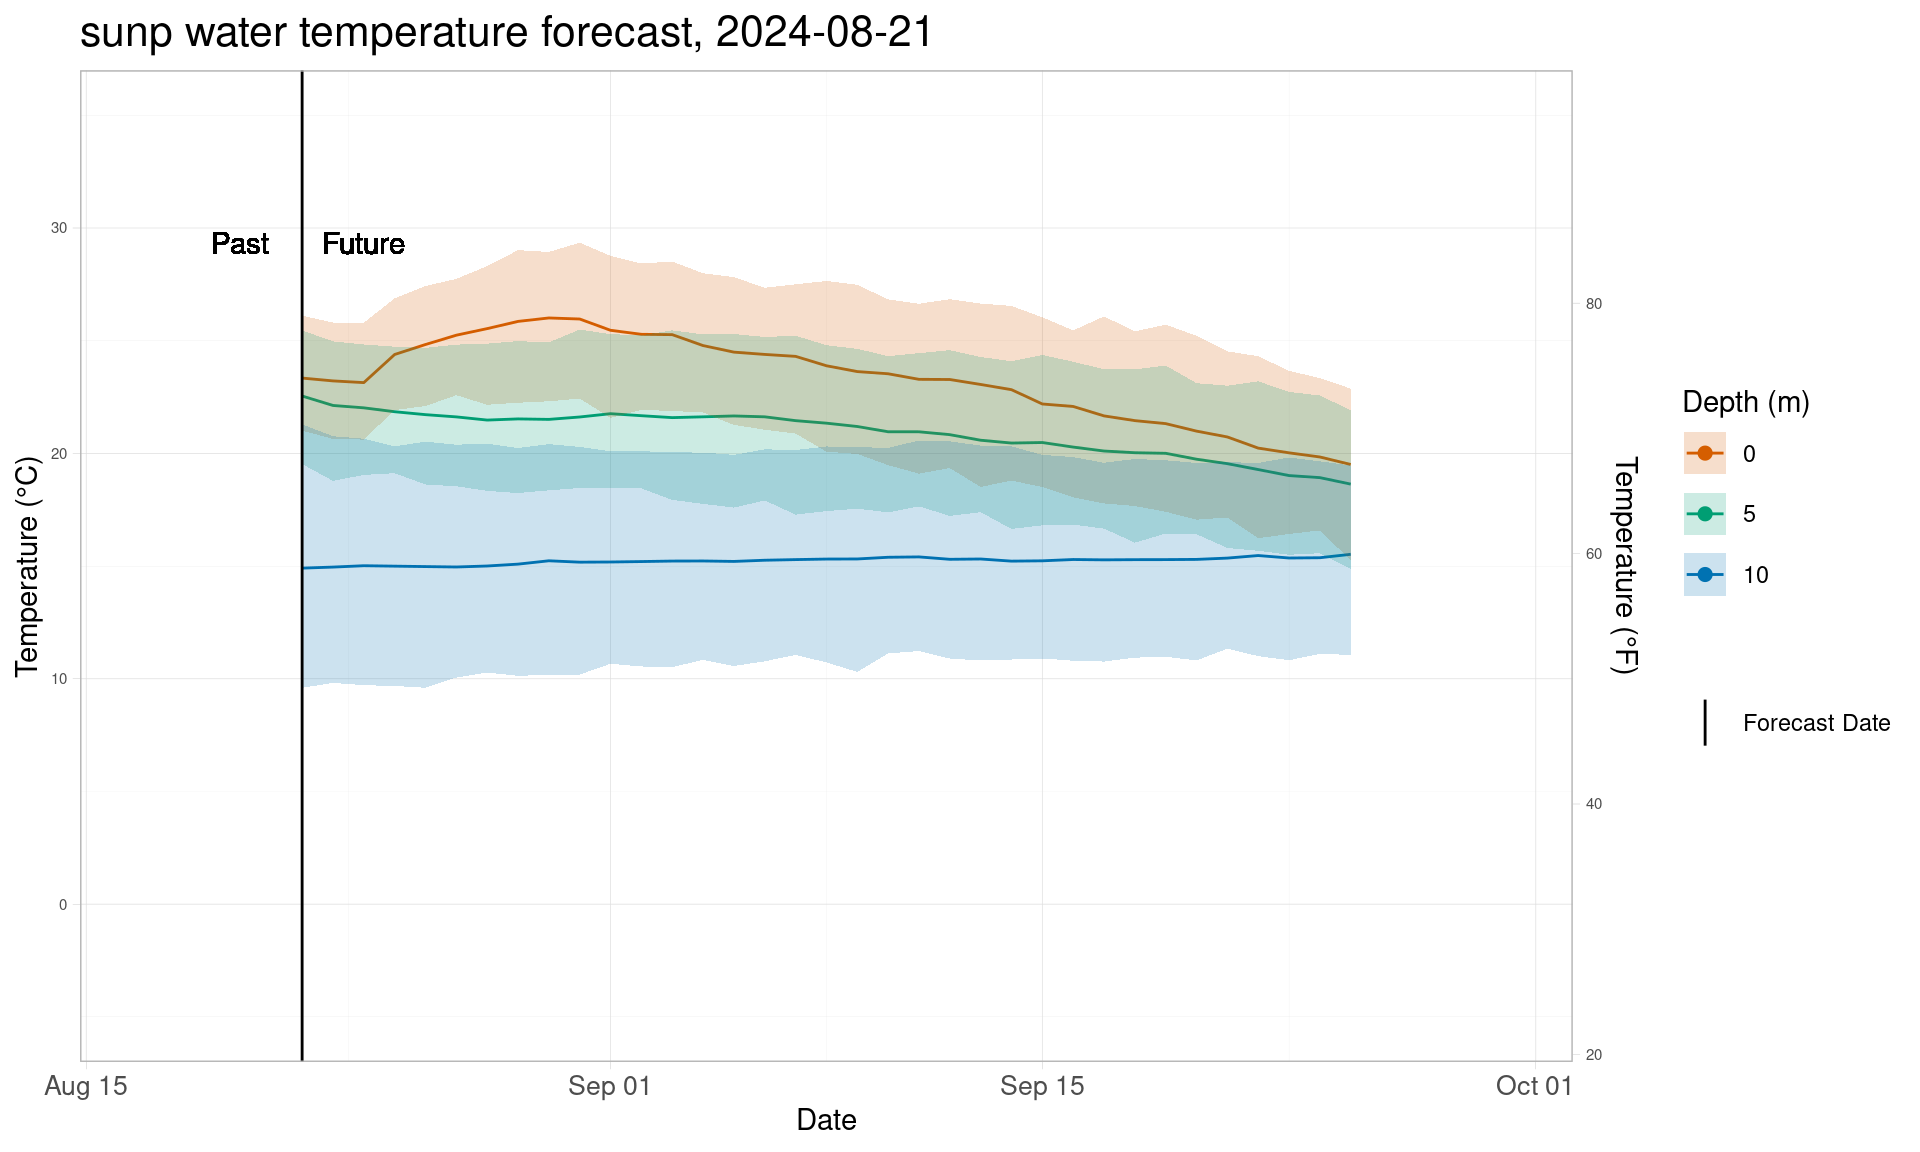 sunp water temperature forecast, 2024-08-21
Past
Future
Temperature (°C)
30
20
10
0
80
60
40
20
Temperature (°F)
Aug 15
Sep 01
Sep 15
Oct 01
Date
Depth (m)
0
5
10
Forecast Date